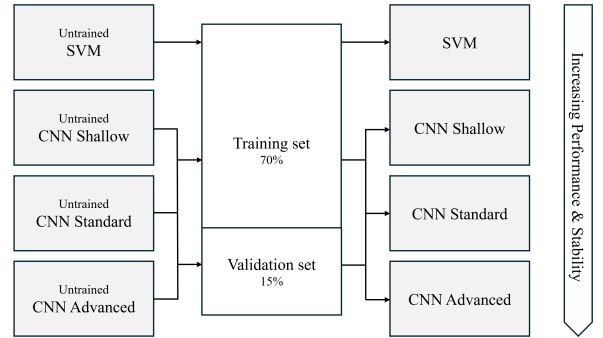 Untrained
SVM
Untrained
CNN Shallow
Untrained
CNN Standard
Untrained
CNN Advanced
Training set
70%
Validation set
15%
SVM
CNN Shallow
CNN Standard
CNN Advanced
Increasing Performance & Stability